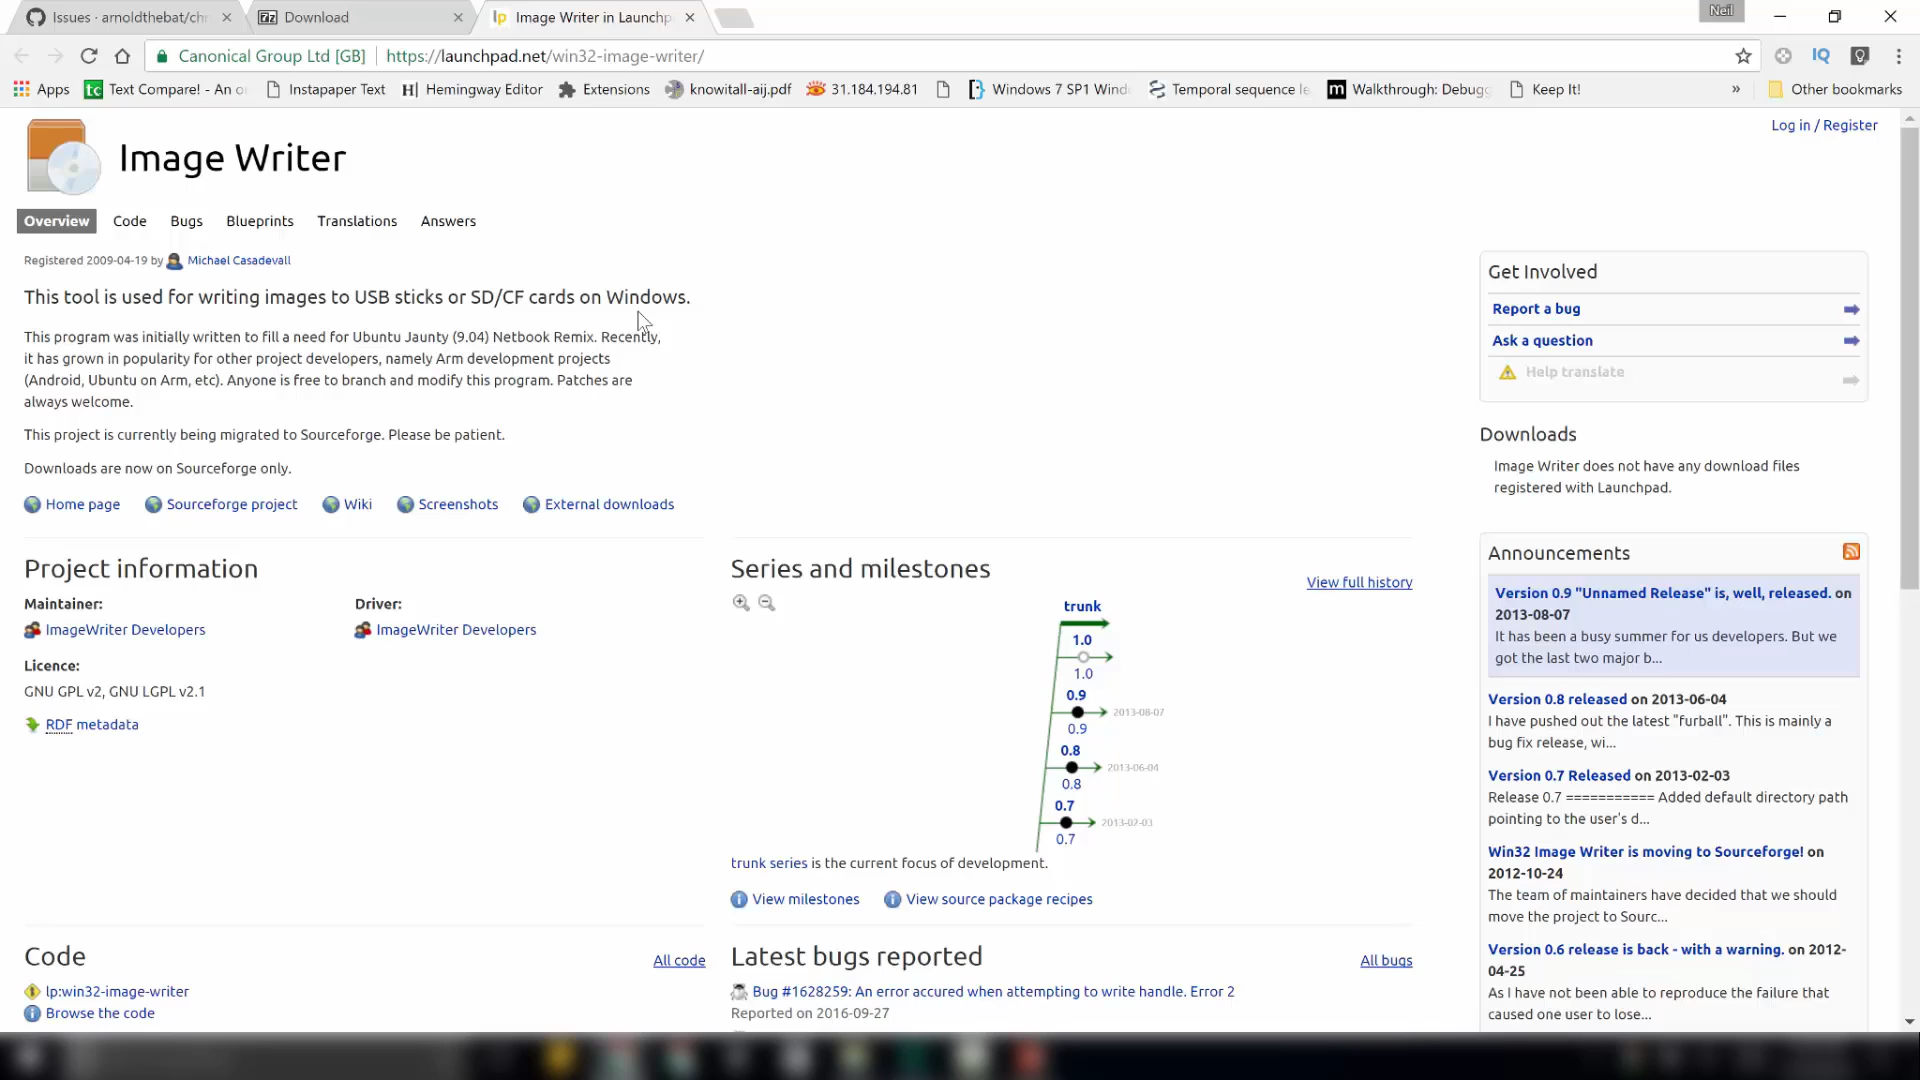 Issues · arnoldthebat/chr
Download
Image Writer in Launchp
Neil
Canonical Group Ltd [GB]
https://launchpad.net/win32-image-writer/
Apps
Text Compare! - An o
Instapaper Text
Hemingway Editor
Extensions
knowitall-aij.pdf
31.184.194.81
Windows 7 SP1 Wind
Temporal sequence le
Walkthrough: Debugg
Keep It!
»
Other bookmarks
Log in / Register
Image Writer
Overview
Code
Bugs
Blueprints
Translations
Answers
Registered 2009-04-19 by Michael Casadevall
This tool is used for writing images to USB sticks or SD/CF cards on Windows.
This program was initially written to fill a need for Ubuntu Jaunty (9.04) Netbook Remix. Recently,
it has grown in popularity for other project developers, namely Arm development projects
(Android, Ubuntu on Arm, etc). Anyone is free to branch and modify this program. Patches are
always welcome.
This project is currently being migrated to Sourceforge. Please be patient.
Downloads are now on Sourceforge only.
Home page
Sourceforge project
Wiki
Screenshots
External downloads
Project information
Maintainer:
ImageWriter Developers
Driver:
ImageWriter Developers
Licence:
GNU GPL v2, GNU LGPL v2.1
RDF metadata
Series and milestones
View full history
trunk
1.0
1.0
0.9
2013-08-07
0.9
0.8
2013-06-04
0.8
0.7
2013-02-03
0.7
trunk series is the current focus of development.
View milestones
View source package recipes
Code
All code
lp:win32-image-writer
Browse the code
Latest bugs reported
All bugs
Bug #1628259: An error accured when attempting to write handle. Error 2
Reported on 2016-09-27
Get Involved
Report a bug
Ask a question
Help translate
Downloads
Image Writer does not have any download files
registered with Launchpad.
Announcements
Version 0.9 "Unnamed Release" is, well, released. on
2013-08-07
It has been a busy summer for us developers. But we
got the last two major b...
Version 0.8 released on 2013-06-04
I have pushed out the latest "furball". This is mainly a
bug fix release, wi...
Version 0.7 Released on 2013-02-03
Release 0.7 =========== Added default directory path
pointing to the user's d...
Win32 Image Writer is moving to Sourceforge! on
2012-10-24
The team of maintainers have decided that we should
move the project to Sourc...
Version 0.6 release is back - with a warning. on 2012-
04-25
As I have not been able to reproduce the failure that
caused one user to lose...